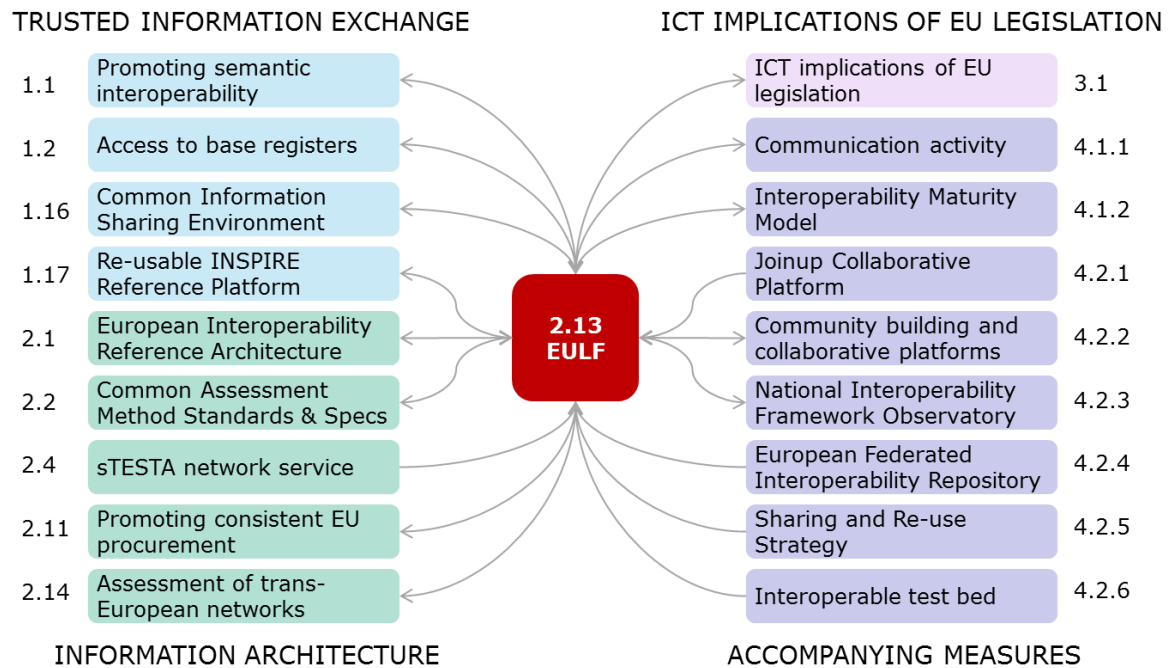 TRUSTED INFORMATION EXCHANGE
1.1
Promoting semantic
interoperability
1.2
Access to base registers
1.16
Common Information
Sharing Environment
1.17
Re-usable INSPIRE
Reference Platform
2.1
European Interoperability
Reference Architecture
2.2
Common Assessment
Method Standards & Specs
2.4
sTESTA network service
2.11
Promoting consistent EU
procurement
2.14
Assessment of trans-
European networks
INFORMATION ARCHITECTURE
2.13
EULF
ICT IMPLICATIONS OF EU LEGISLATION
ICT implications of EU
legislation
3.1
Communication activity
4.1.1
Interoperability Maturity
Model
4.1.2
Joinup Collaborative
Platform
4.2.1
Community building and
collaborative platforms
4.2.2
National Interoperability
Framework Observatory
4.2.3
European Federated
Interoperability Repository
4.2.4
Sharing and Re-use
Strategy
4.2.5
Interoperable test bed
4.2.6
ACCOMPANYING MEASURES